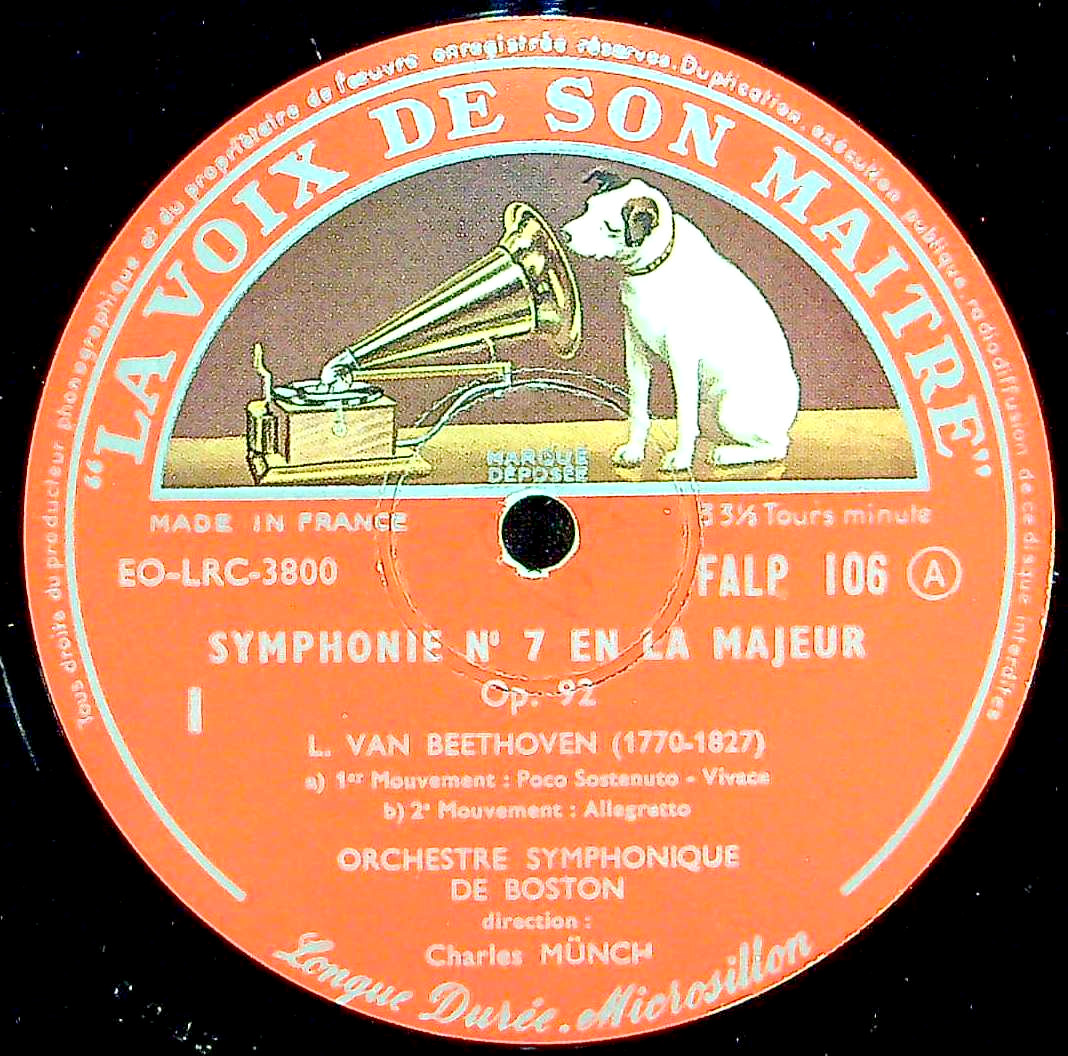 Tous droits du producteur phonographique et du propriétaire de l'œuvre enregistrée réservés. Duplication, exécution publique, radiodiffusion de ce disque interdites
“LA VOIX DE SON MAITRE”
MARQUE
DÉPOSÉE
MADE IN FRANCE
33⅓ Tours minute
EO-LRC-3800
FALP 106 A
SYMPHONIE Nº 7 EN LA MAJEUR
Op. 92
I
L. VAN BEETHOVEN (1770-1827)
a) 1er Mouvement : Poco Sostenuto - Vivace
b) 2e Mouvement : Allegretto
ORCHESTRE SYMPHONIQUE
DE BOSTON
direction :
Charles MÜNCH
Longue Durée. Microsillon